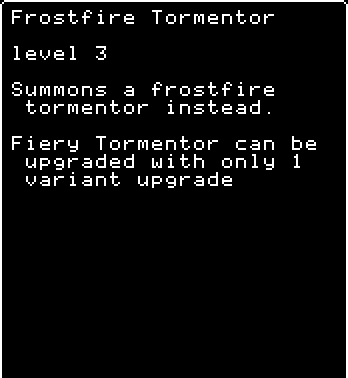 Frostfire Tormentor
level 3
Summons a frostfire
tormentor instead.
Fiery Tormentor can be
upgraded with only 1
variant upgrade